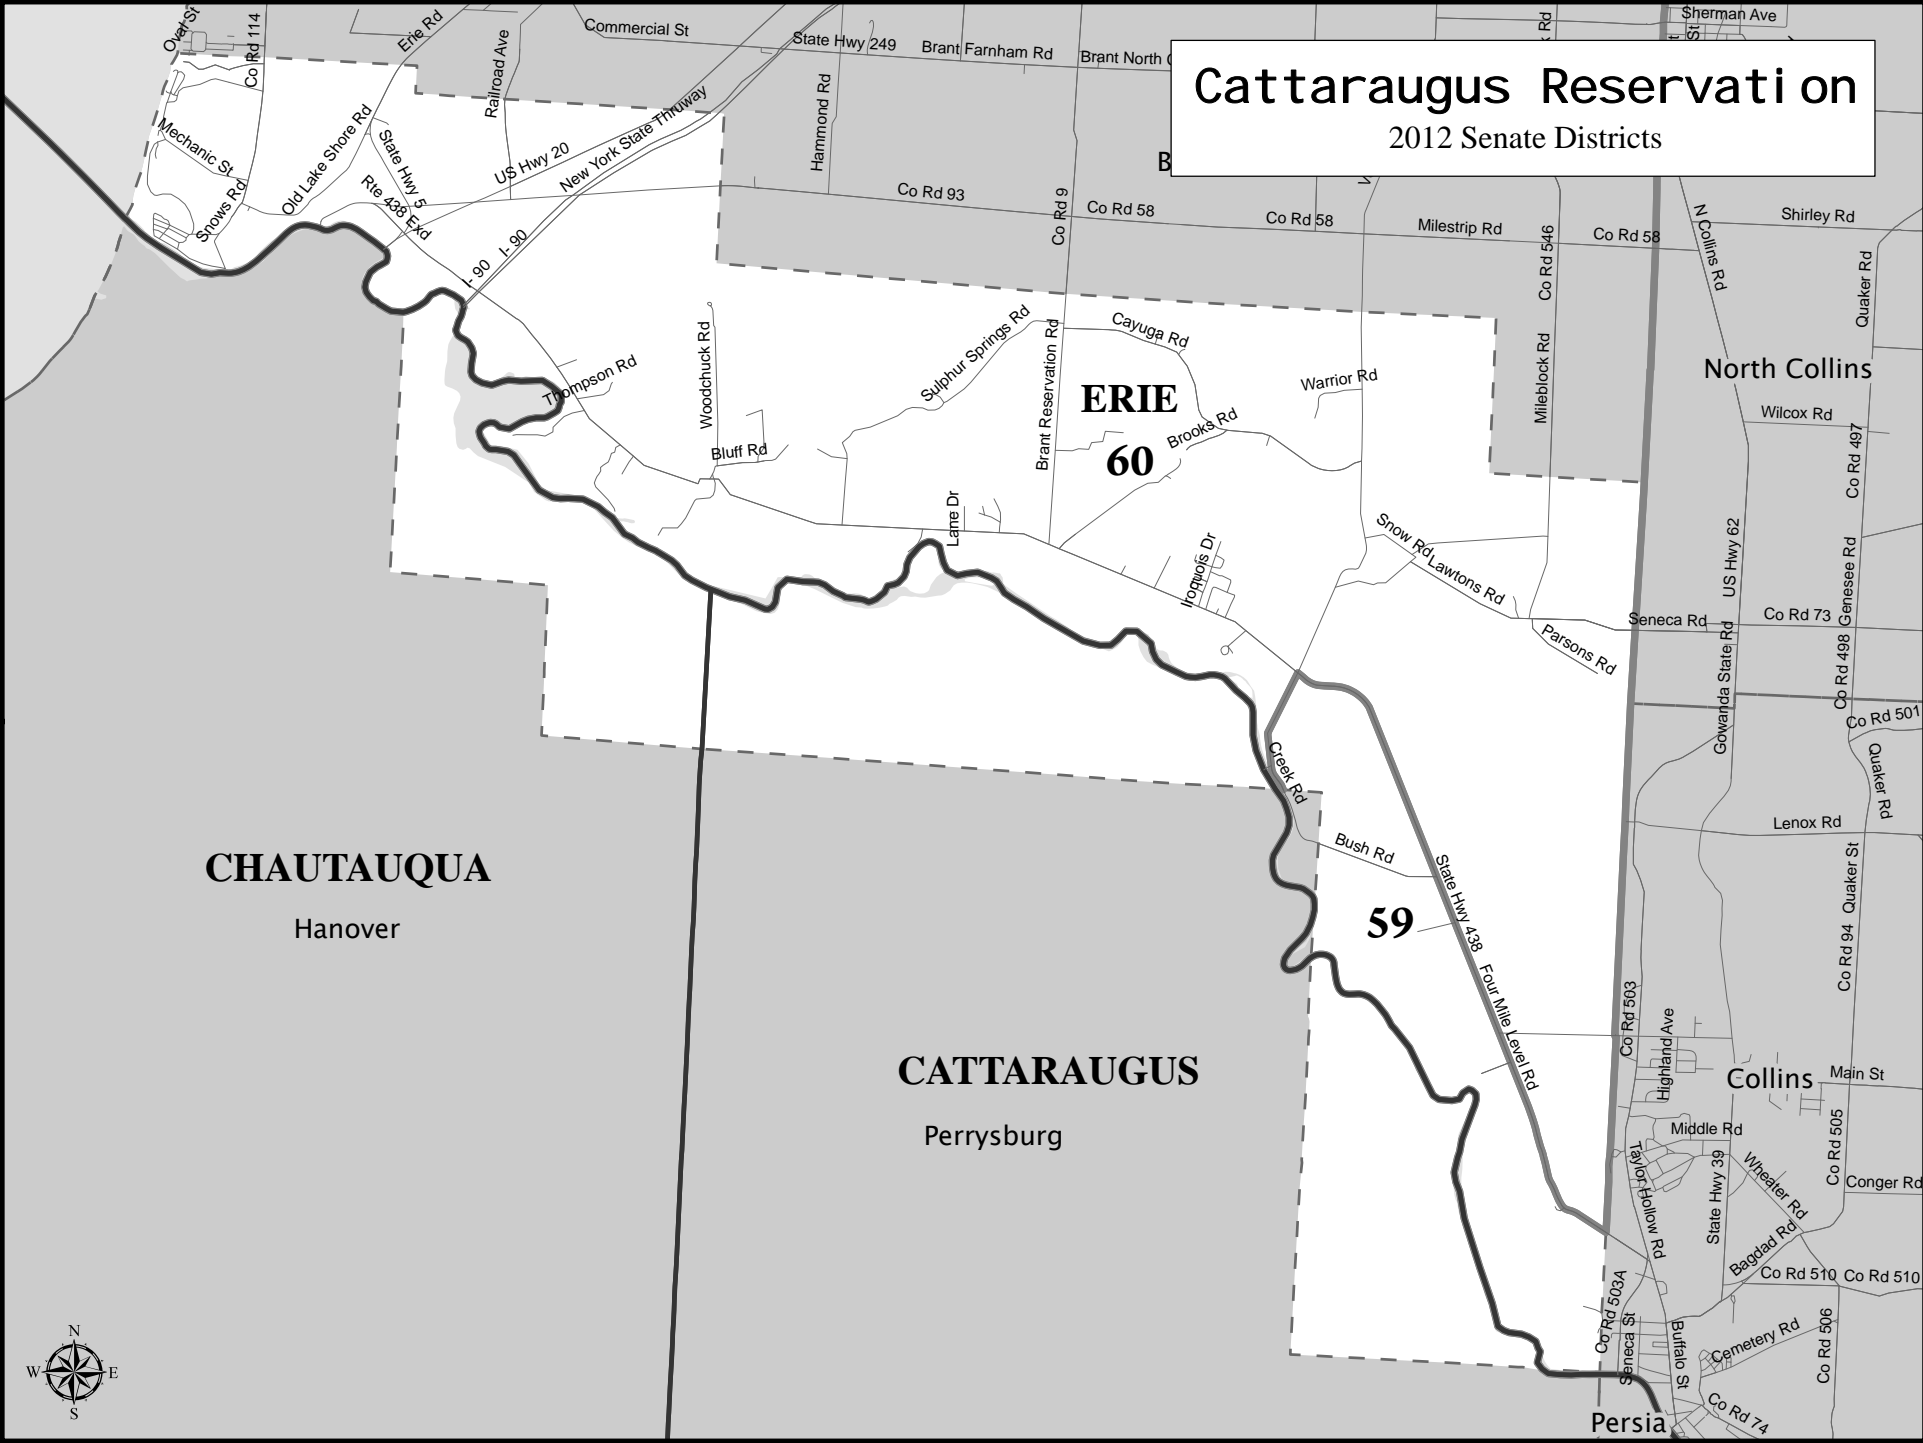 Cattaraugus Reservation
2012 Senate Districts
Oval St
Co Rd 114
Erie Rd
Railroad Ave
Commercial St
State Hwy 249
Brant Farnham Rd
Brant North
Sherman Ave
Hammond Rd
Mechanic St
Snows Rd
Old Lake Shore Rd
State Hwy 5
Rte 438 Exd
US Hwy 20
New York State Thruway
I- 90
I- 90
Co Rd 93
Co Rd 9
Co Rd 58
Co Rd 58
Milestrip Rd
Co Rd 546
Co Rd 58
N Collins Rd
Shirley Rd
Quaker Rd
B
Woodchuck Rd
Thompson Rd
Bluff Rd
Sulphur Springs Rd
Brant Reservation Rd
Cayuga Rd
ERIE
60
Brooks Rd
Warrior Rd
Mileblock Rd
North Collins
Wilcox Rd
Co Rd 497
Lane Dr
Iroquois Dr
Snow Rd
Lawtons Rd
Parsons Rd
Seneca Rd
US Hwy 62
Genesee Rd
Co Rd 73
Gowanda State Rd
Co Rd 498
Co Rd 501
Quaker Rd
Creek Rd
Bush Rd
Lenox Rd
CHAUTAUQUA
Hanover
59
State Hwy 438
Four Mile Level Rd
Quaker St
Co Rd 94
CATTARAUGUS
Perrysburg
Co Rd 503
Highland Ave
Collins
Main St
Middle Rd
Co Rd 505
Taylor Hollow Rd
State Hwy 39
Wheater Rd
Conger Rd
Bagdad Rd
Co Rd 510
Co Rd 510
Co Rd 503A
Seneca St
Buffalo St
Cemetery Rd
Co Rd 506
Co Rd 74
Persia
N
W
E
S